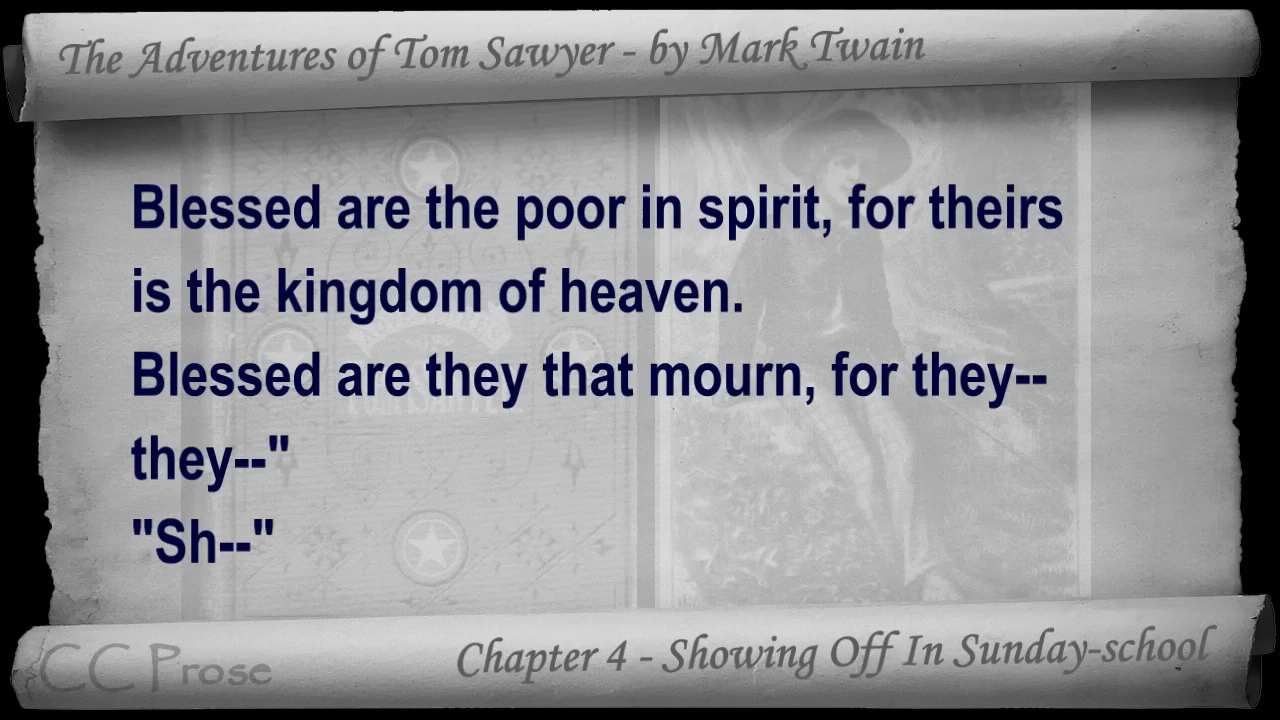 The Adventures of Tom Sawyer - by Mark Twain
Blessed are the poor in spirit, for theirs
is the kingdom of heaven.
Blessed are they that mourn, for they--
they--"
"Sh--"
CC Prose
Chapter 4 - Showing Off In Sunday-school